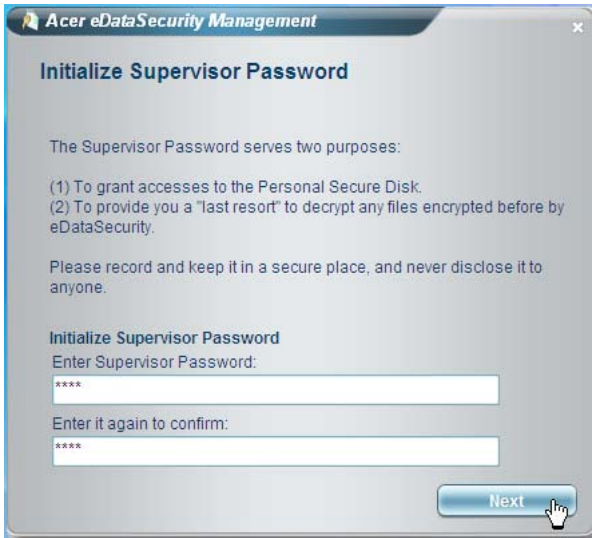 Acer eDataSecurity Management
x
Initialize Supervisor Password
The Supervisor Password serves two purposes:
(1) To grant accesses to the Personal Secure Disk.
(2) To provide you a "last resort" to decrypt any files encrypted before by
eDataSecurity.
Please record and keep it in a secure place, and never disclose it to
anyone.
Initialize Supervisor Password
Enter Supervisor Password:
****
Enter it again to confirm:
****
Next